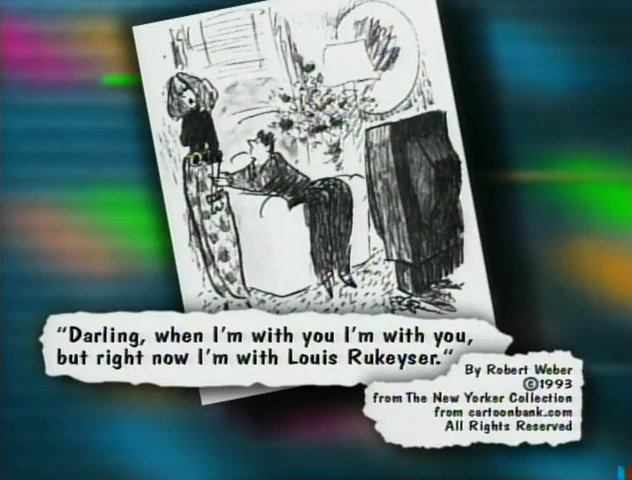 "Darling, when I'm with you I'm with you,
but right now I'm with Louis Rukeyser."
By Robert Weber
©1993
from The New Yorker Collection
from cartoonbank.com
All Rights Reserved